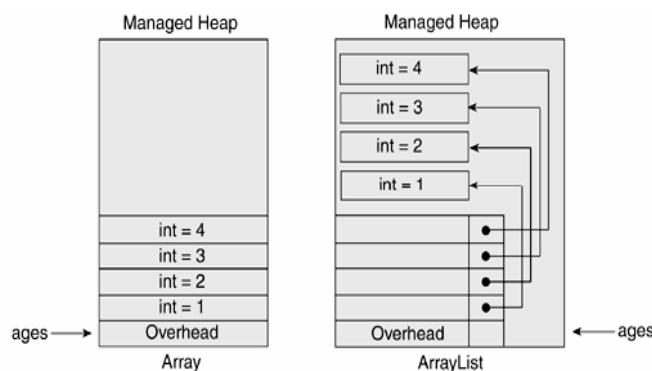 Managed Heap
int = 4
int = 3
int = 2
int = 1
ages
Overhead
Array
Managed Heap
int = 4
int = 3
int = 2
int = 1
Overhead
ages
ArrayList